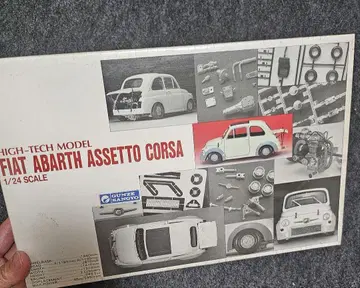 HIGH-TECH MODEL
FIAT ABARTH ASSETTO CORSA
1/24 SCALE
GUNZE
SANGYO